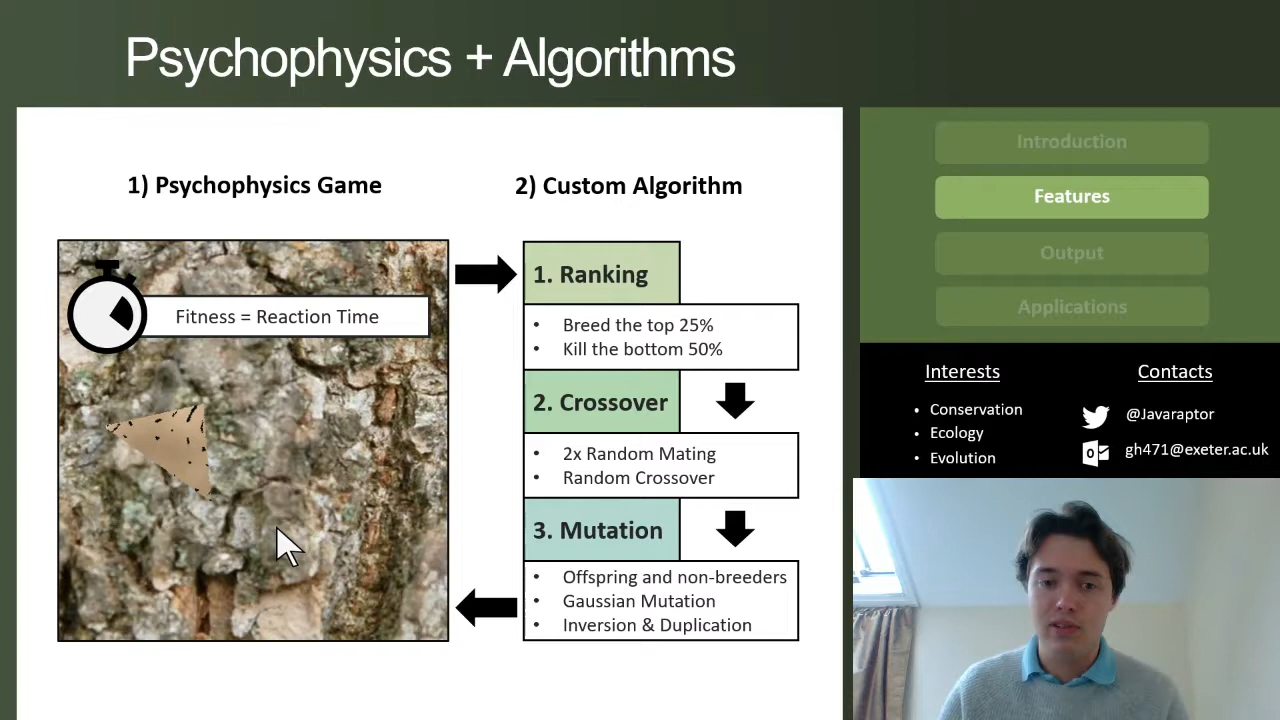 Psychophysics + Algorithms
1) Psychophysics Game
2) Custom Algorithm
Fitness = Reaction Time
1. Ranking
• Breed the top 25%
• Kill the bottom 50%
2. Crossover
• 2x Random Mating
• Random Crossover
3. Mutation
• Offspring and non-breeders
• Gaussian Mutation
• Inversion & Duplication
Introduction
Features
Output
Applications
Interests
• Conservation
• Ecology
• Evolution
Contacts
@Javaraptor
gh471@exeter.ac.uk